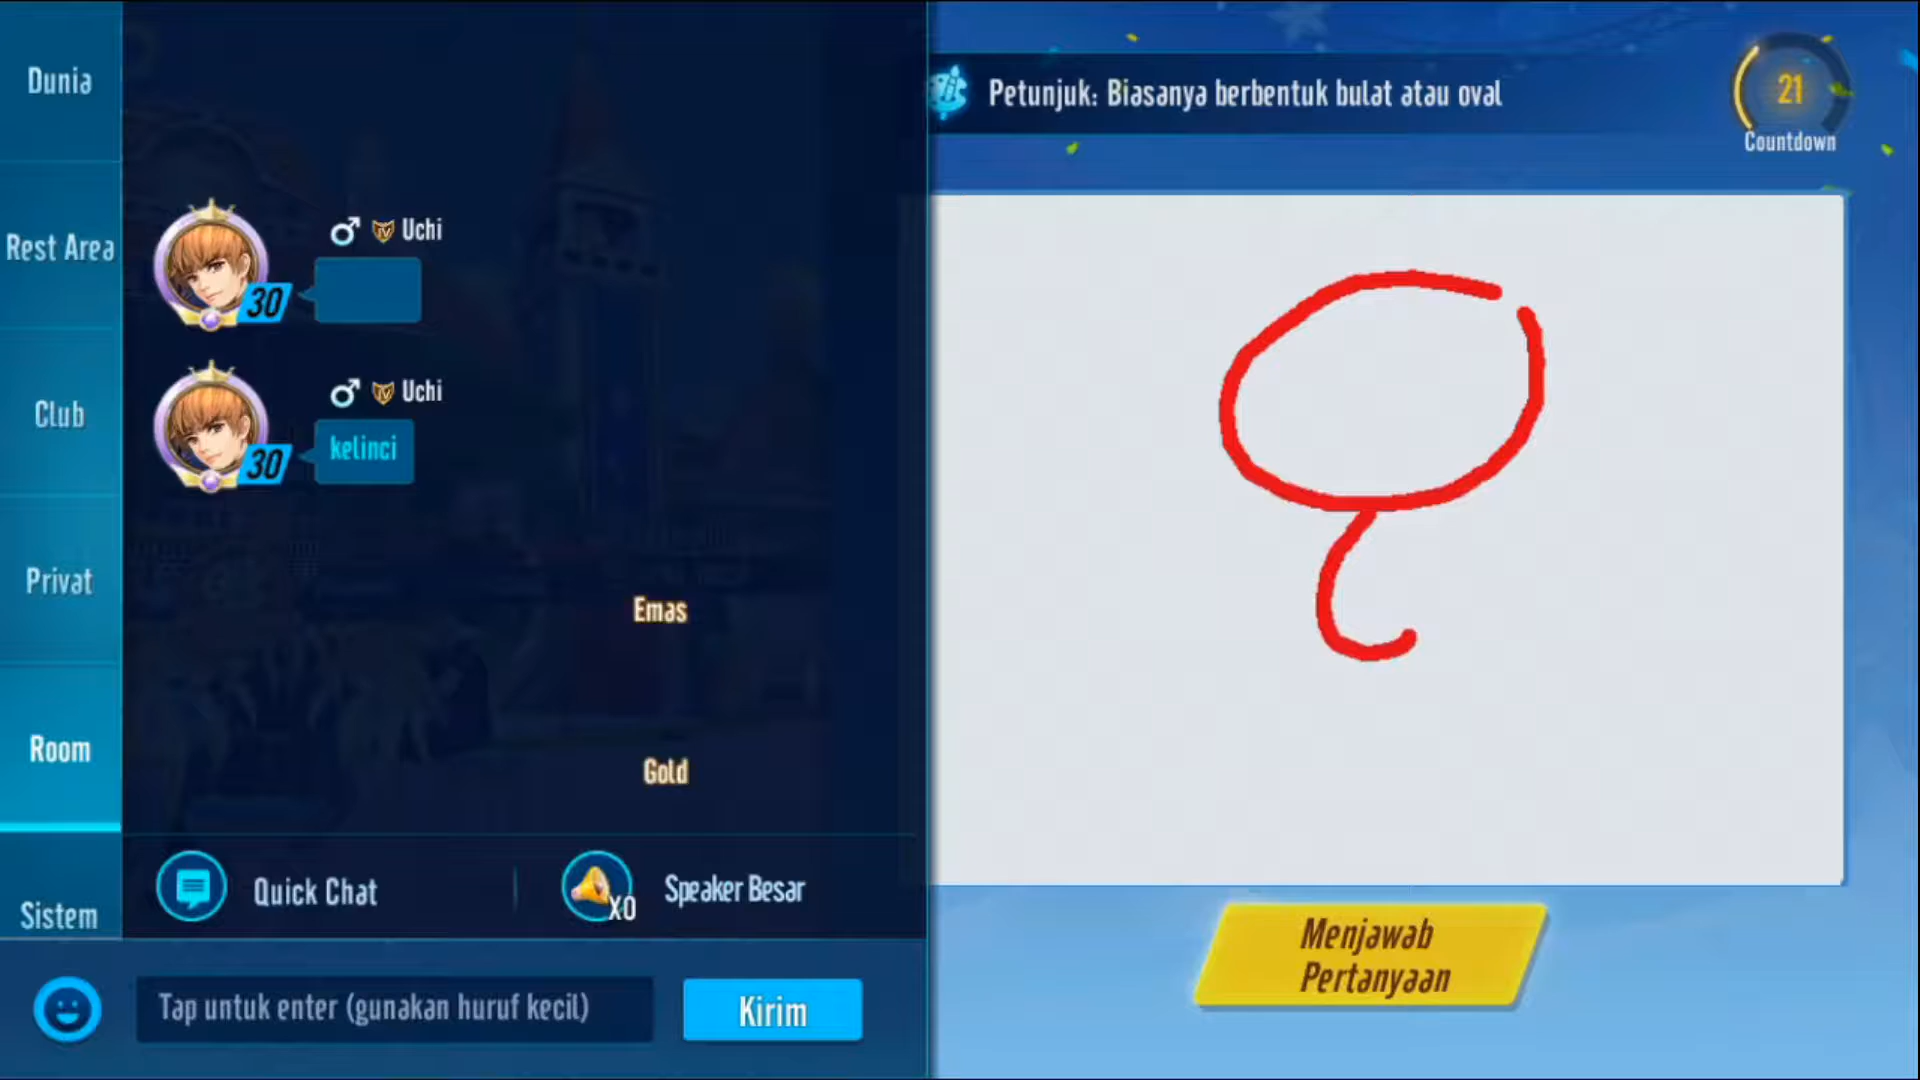 Dunia
Rest Area
Club
Privat
Room
Sistem
Uchi
30
Uchi
30
kelinci
Emas
Gold
Quick Chat
X0
Speaker Besar
Tap untuk enter (gunakan huruf kecil)
Kirim
Petunjuk: Biasanya berbentuk bulat atau oval
21
Countdown
Menjawab
Pertanyaan